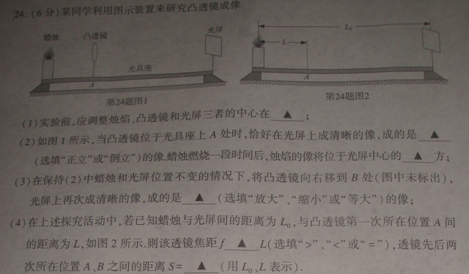 24. (6分)某同学利用图示装置来研究凸透镜成像.
蜡烛 凸透镜 光屏
光具座
A
第24题图1
L₀
L
A
第24题图2
(1)实验前,应调整烛焰、凸透镜和光屏三者的中心在 ▲ ;
(2)如图1所示,当凸透镜位于光具座上A处时,恰好在光屏上成清晰的像,成的是 ▲
(选填“正立”或“倒立”)的像.蜡烛燃烧一段时间后,烛焰的像将位于光屏中心的 ▲ 方;
(3)在保持(2)中蜡烛和光屏位置不变的情况下,将凸透镜向右移到B处(图中未标出),
光屏上再次成清晰的像,成的是 ▲ (选填“放大”、“缩小”或“等大”)的像;
(4)在上述探究活动中,若已知蜡烛与光屏间的距离为L₀,与凸透镜第一次所在位置A间
的距离为L,如图2所示.则该透镜焦距f ▲ L(选填“>”、“<”或“=”),透镜先后两
次所在位置A、B之间的距离S= ▲ (用L₀、L表示).